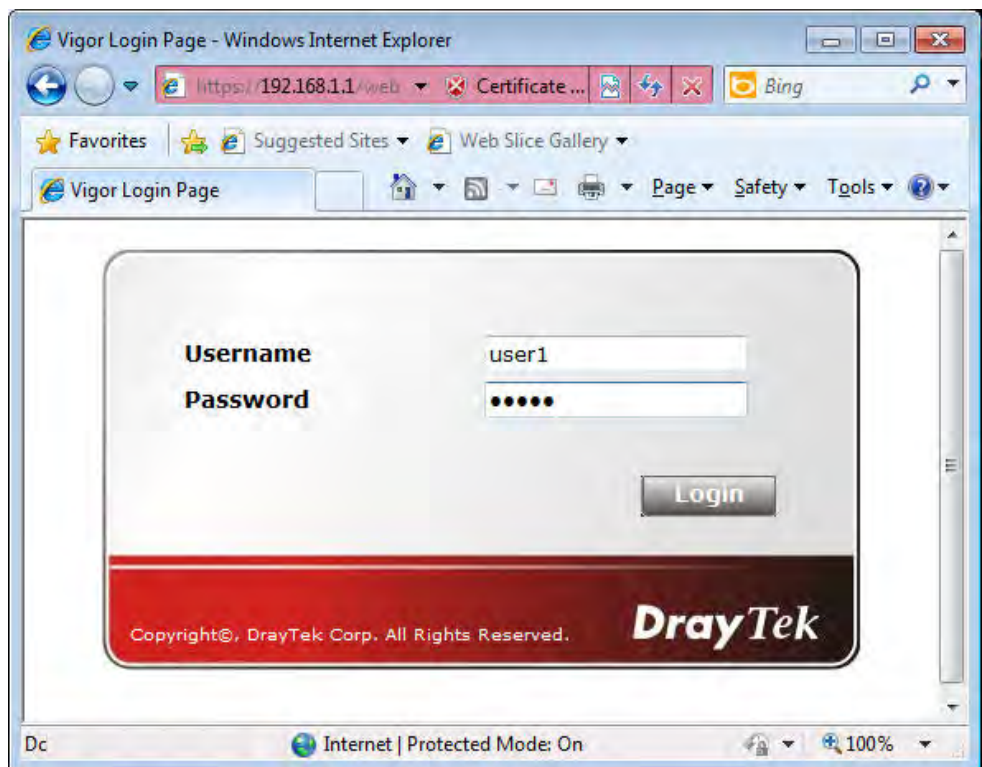 Vigor Login Page - Windows Internet Explorer
https://192.168.1.1/web Certificate ... Bing
Favorites Suggested Sites Web Slice Gallery
Vigor Login Page Page Safety Tools
Username user1
Password •••••
Login
Copyright©, DrayTek Corp. All Rights Reserved. DrayTek
Dc Internet | Protected Mode: On 100%